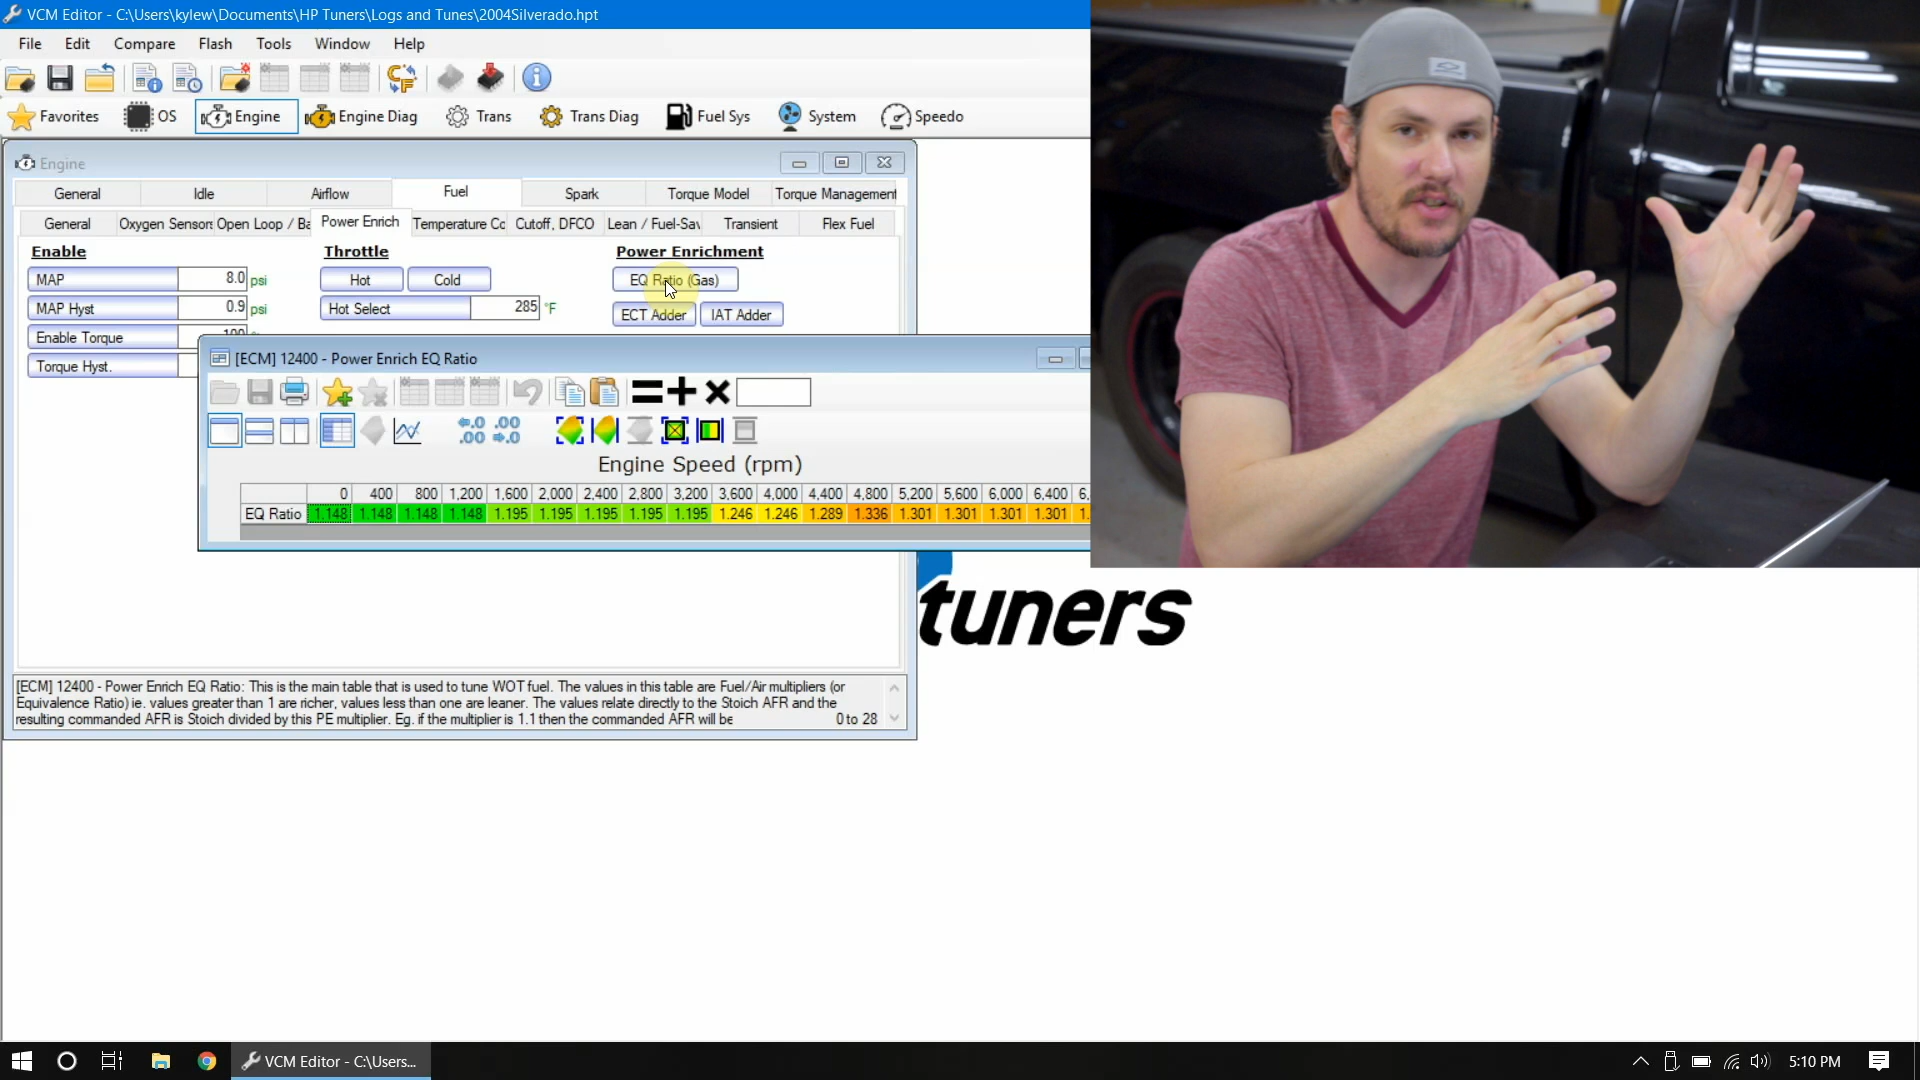 VCM Editor - C:\Users\kylew\Documents\HP Tuners\Logs and Tunes\2004Silverado.hpt
File Edit Compare Flash Tools Window Help
Favorites OS Engine Engine Diag Trans Trans Diag Fuel Sys System Speedo
Engine
General Idle Airflow Fuel Spark Torque Model Torque Management
General Oxygen Sensors Open Loop / Ba Power Enrich Temperature Co Cutoff, DFCO Lean / Fuel-Sav Transient Flex Fuel
Enable Throttle Power Enrichment
MAP 8.0 psi Hot Cold EQ Ratio (Gas)
MAP Hyst 0.9 psi Hot Select 285 °F ECT Adder IAT Adder
Enable Torque 100
Torque Hyst.
[ECM] 12400 - Power Enrich EQ Ratio
Engine Speed (rpm)
0 400 800 1,200 1,600 2,000 2,400 2,800 3,200 3,600 4,000 4,400 4,800 5,200 5,600 6,000 6,400 6,
EQ Ratio 1.148 1.148 1.148 1.148 1.195 1.195 1.195 1.195 1.195 1.246 1.246 1.289 1.336 1.301 1.301 1.301 1.301 1.
tuners
[ECM] 12400 - Power Enrich EQ Ratio: This is the main table that is used to tune WOT fuel. The values in this table are Fuel/Air multipliers (or
Equivalence Ratio) ie. values greater than 1 are richer, values less than one are leaner. The values relate directly to the Stoich AFR and the
resulting commanded AFR is Stoich divided by this PE multiplier. Eg. if the multiplier is 1.1 then the commanded AFR will be 0 to 28
VCM Editor - C:\Users... 5:10 PM